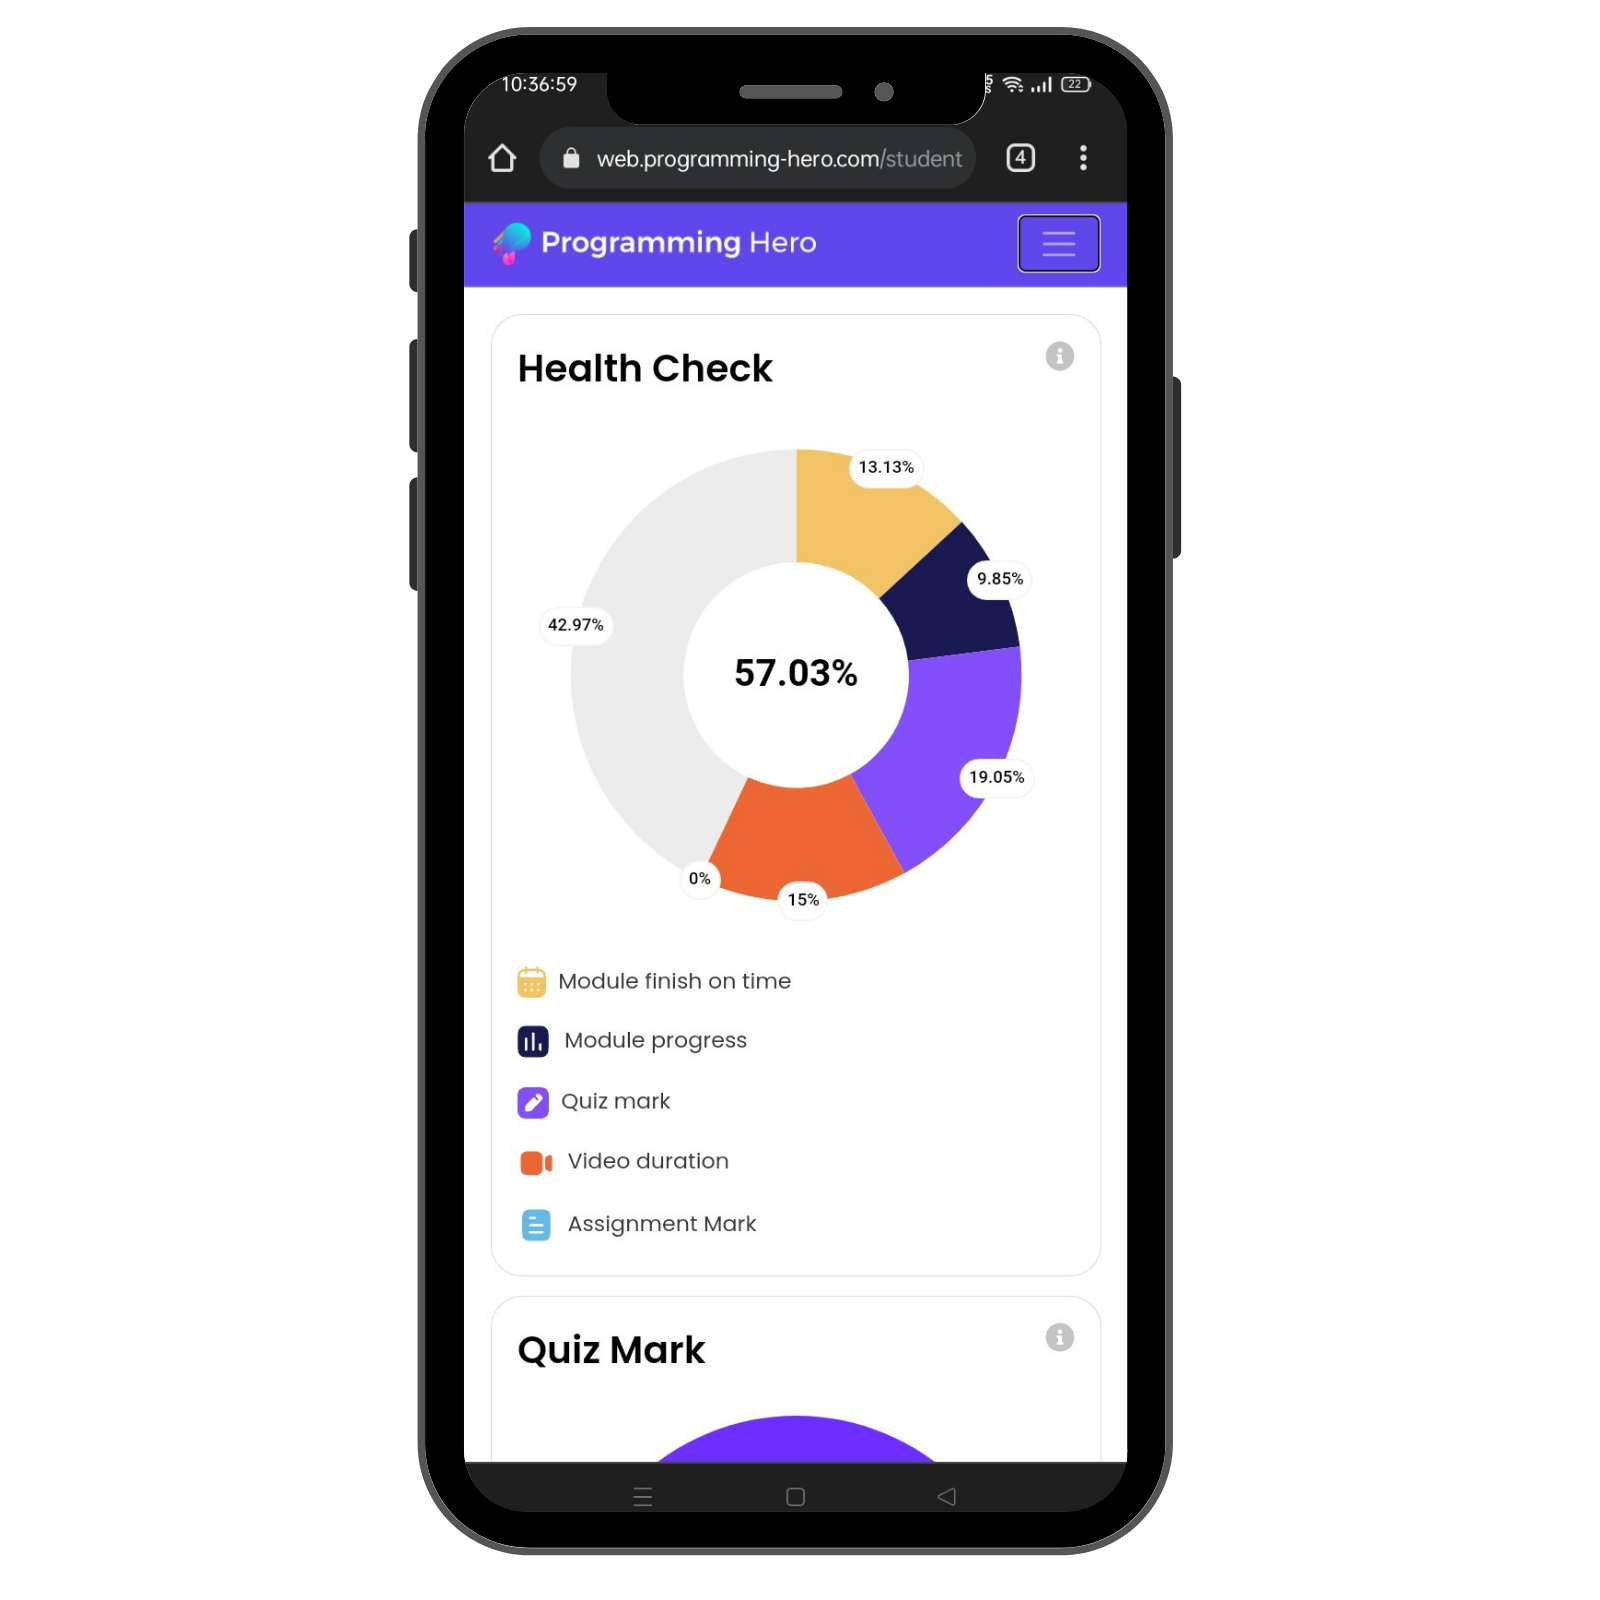 10:36:59
22
web.programming-hero.com/student
4
Programming Hero
Health Check
13.13%
9.85%
42.97%
57.03%
19.05%
0%
15%
Module finish on time
Module progress
Quiz mark
Video duration
Assignment Mark
Quiz Mark